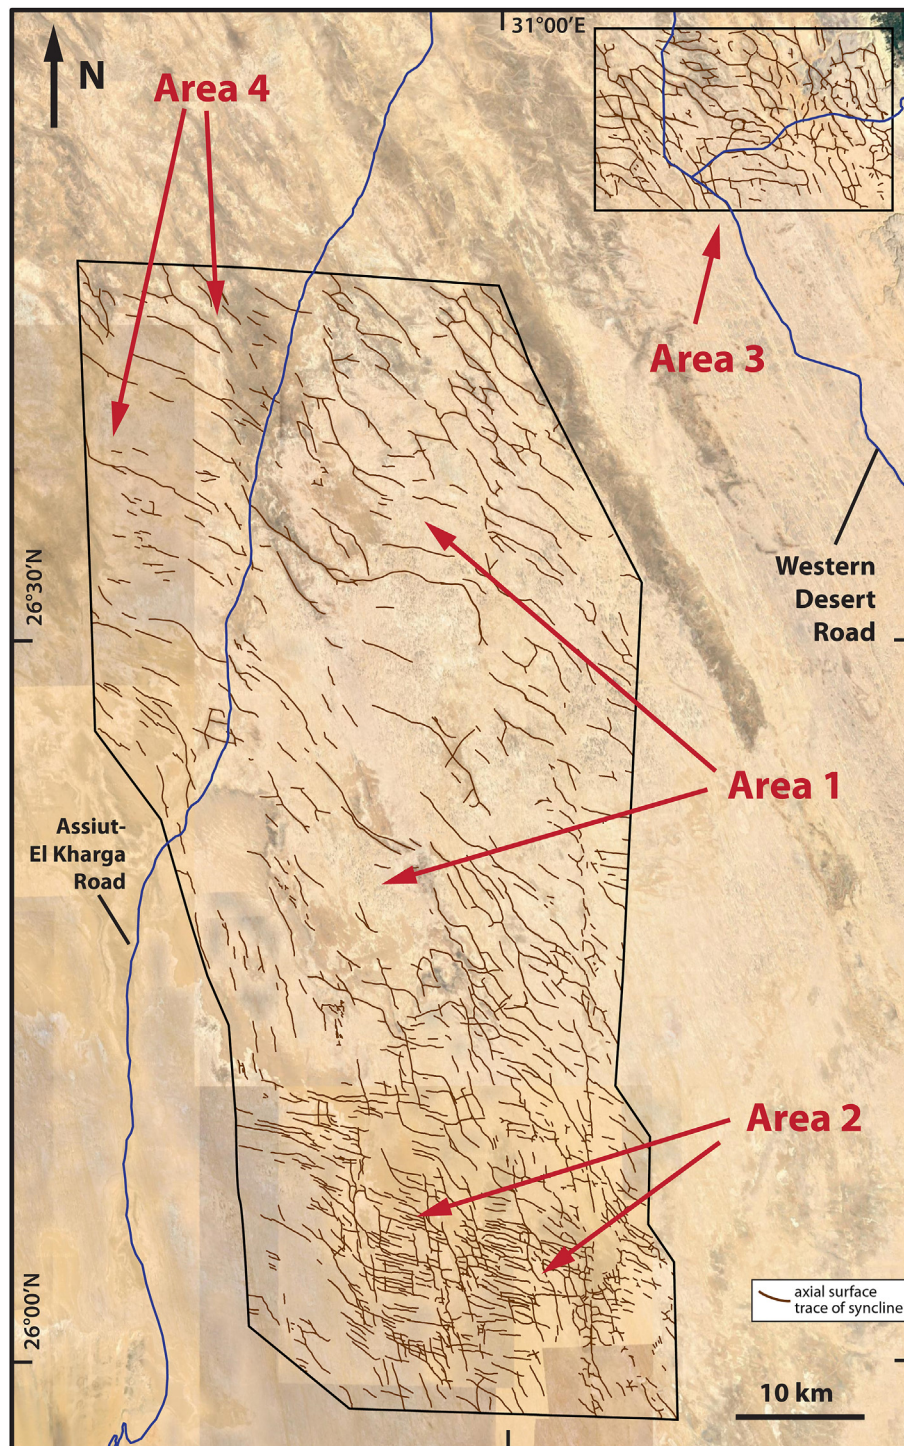 31°00'E
N
Area 4
Area 3
26°30'N
Western
Desert
Road
Area 1
Assiut-
El Kharga
Road
Area 2
26°00'N
axial surface
trace of syncline
10 km